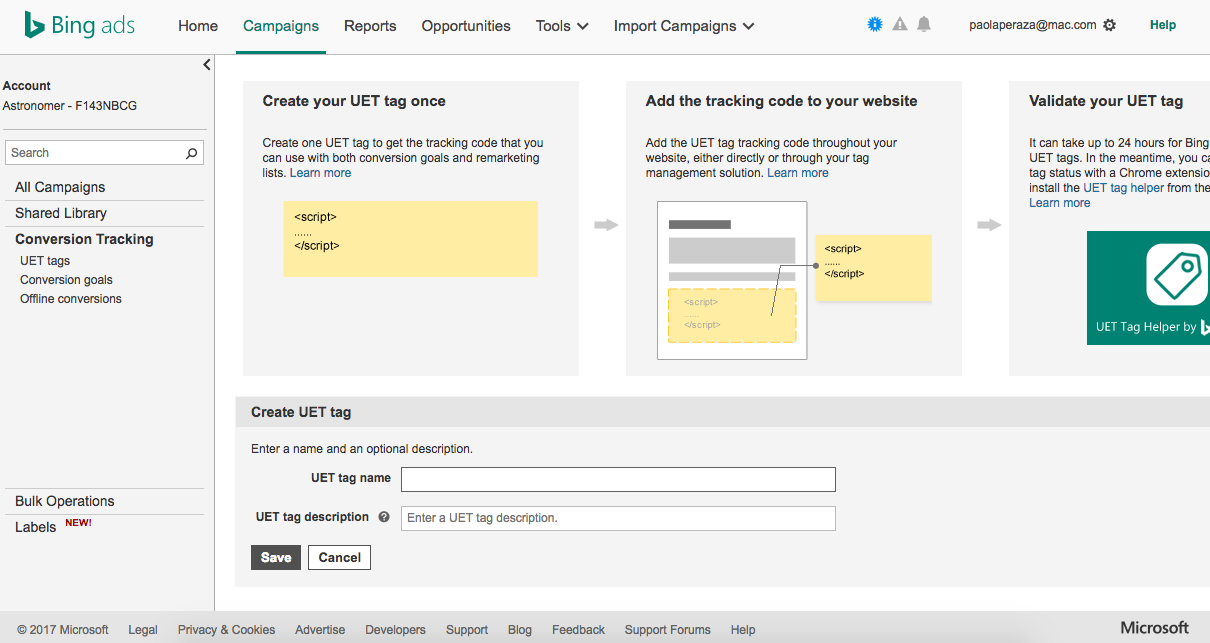 Bing ads
Home
Campaigns
Reports
Opportunities
Tools
Import Campaigns
paolaperaza@mac.com
Help
Account
Astronomer - F143NBCG
Search
All Campaigns
Shared Library
Conversion Tracking
UET tags
Conversion goals
Offline conversions
Bulk Operations
Labels NEW!
Create your UET tag once
Create one UET tag to get the tracking code that you
can use with both conversion goals and remarketing
lists. Learn more
<script>
......
</script>
Add the tracking code to your website
Add the UET tag tracking code throughout your
website, either directly or through your tag
management solution. Learn more
<script>
......
</script>
<script>
......
</script>
Validate your UET tag
It can take up to 24 hours for Bing
UET tags. In the meantime, you ca
tag status with a Chrome extensio
install the UET tag helper from the
Learn more
UET Tag Helper by
Create UET tag
Enter a name and an optional description.
UET tag name
UET tag description ?
Enter a UET tag description.
Save
Cancel
© 2017 Microsoft
Legal
Privacy & Cookies
Advertise
Developers
Support
Blog
Feedback
Support Forums
Help
Microsoft